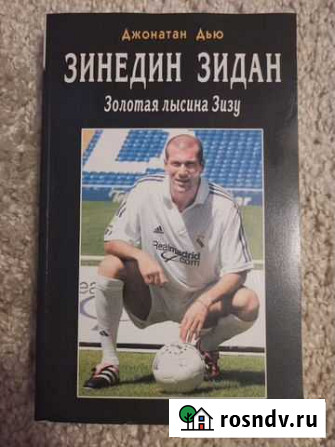 Джонатан Дью
ЗИНЕДИН ЗИДАН
Золотая лысина Зизу
Realmadrid
.com
rosndv.ru